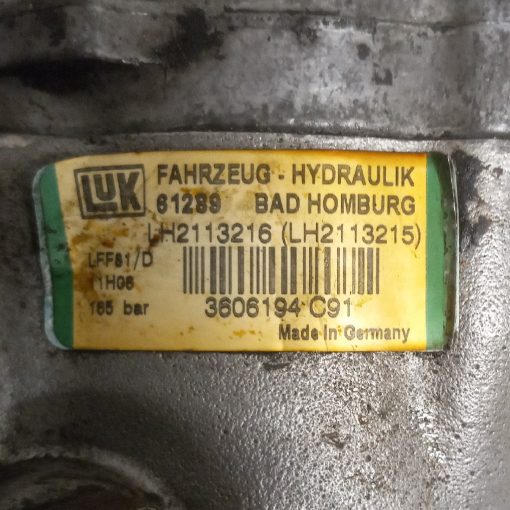 LUK
FAHRZEUG - HYDRAULIK
61289 BAD HOMBURG
LH2113216 (LH2113215)
LFF81/D
1H06
165 bar
3606194 C91
Made In Germany